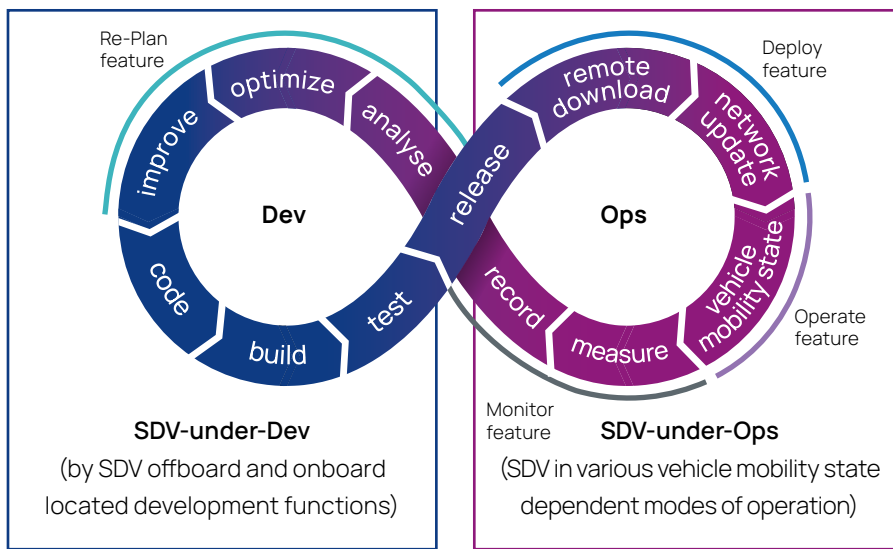 Re-Plan
feature
optimize
analyse
improve
code
build
test
Dev
release
remote
download
network
update
Deploy
feature
vehicle
mobility state
Operate
feature
measure
record
Monitor
feature
Ops
SDV-under-Dev
(by SDV offboard and onboard
located development functions)
SDV-under-Ops
(SDV in various vehicle mobility state
dependent modes of operation)